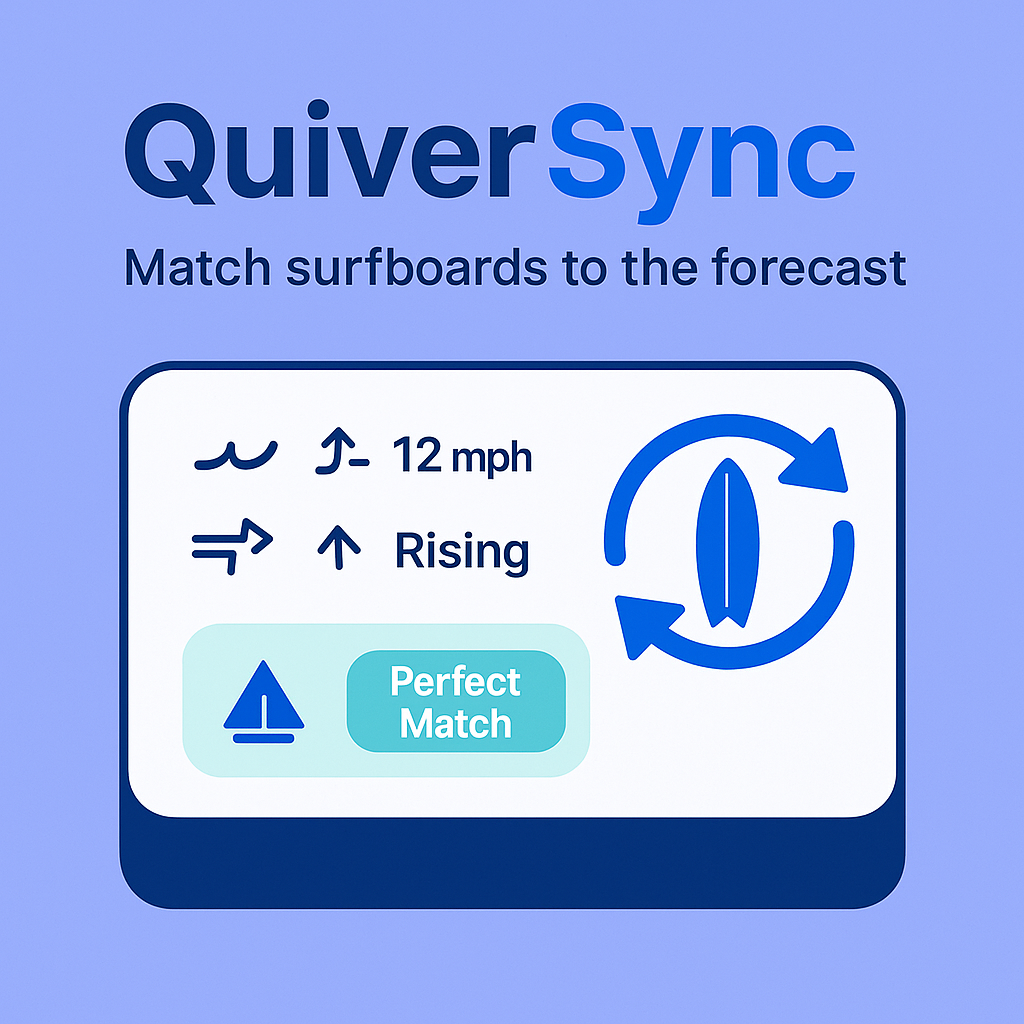 QuiverSync
Match surfboards to the forecast
12 mph
Rising
Perfect
Match